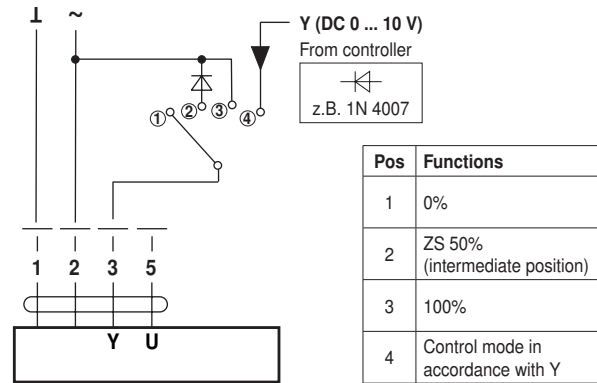 ⊥ ~
Y (DC 0 ... 10 V)
From controller
z.B. 1N 4007
① ② ③ ④
1 2 3 5
Y U
Pos Functions
1 0%
2 ZS 50%
(intermediate position)
3 100%
4 Control mode in
accordance with Y